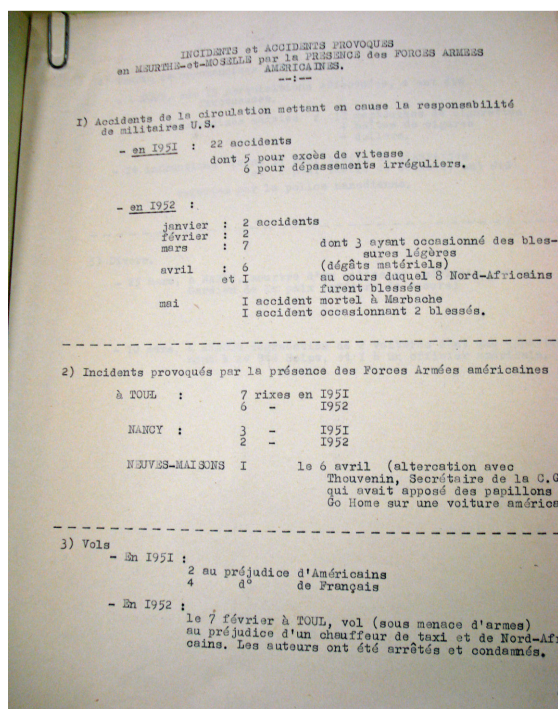 INCIDENTS et ACCIDENTS PROVOQUES
en MEURTHE-et-MOSELLE par la PRESENCE des FORCES ARMEES
AMERICAINES.
--:--
I) Accidents de la circulation mettant en cause la responsabilité
de militaires U.S.
- en I95I : 22 accidents
dont 5 pour excès de vitesse
6 pour dépassements irréguliers.
- en I952 :
janvier : 2 accidents
février : 2
mars : 7 dont 3 ayant occasionné des bles-
sures légères
avril : 6 (dégâts matériels)
et I au cours duquel 8 Nord-Africains
furent blessés
mai I accident mortel à Marbache
I accident occasionnant 2 blessés.
2) Incidents provoqués par la présence des Forces Armées américaines
à TOUL : 7 rixes en I95I
6 - I952
NANCY : 3 - I95I
2 - I952
NEUVES-MAISONS I le 6 avril (altercation avec
Thouvenin, Secrétaire de la C.G
qui avait apposé des papillons
Go Home sur une voiture américa
3) Vols
- En I95I :
2 au préjudice d'Américains
4 d° de Français
- En I952 :
le 7 février à TOUL, vol (sous menace d'armes)
au préjudice d'un chauffeur de taxi et de Nord-Afri
cains. Les auteurs ont été arrêtés et condamnés.